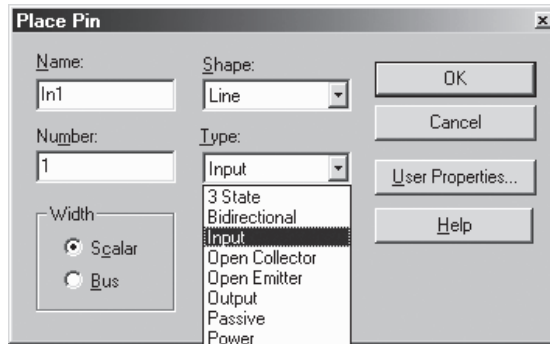 Place Pin
Name:
In1
Number:
1
Width
Scalar
Bus
Shape:
Line
Type:
Input
3 State
Bidirectional
Input
Open Collector
Open Emitter
Output
Passive
Power
OK
Cancel
User Properties...
Help